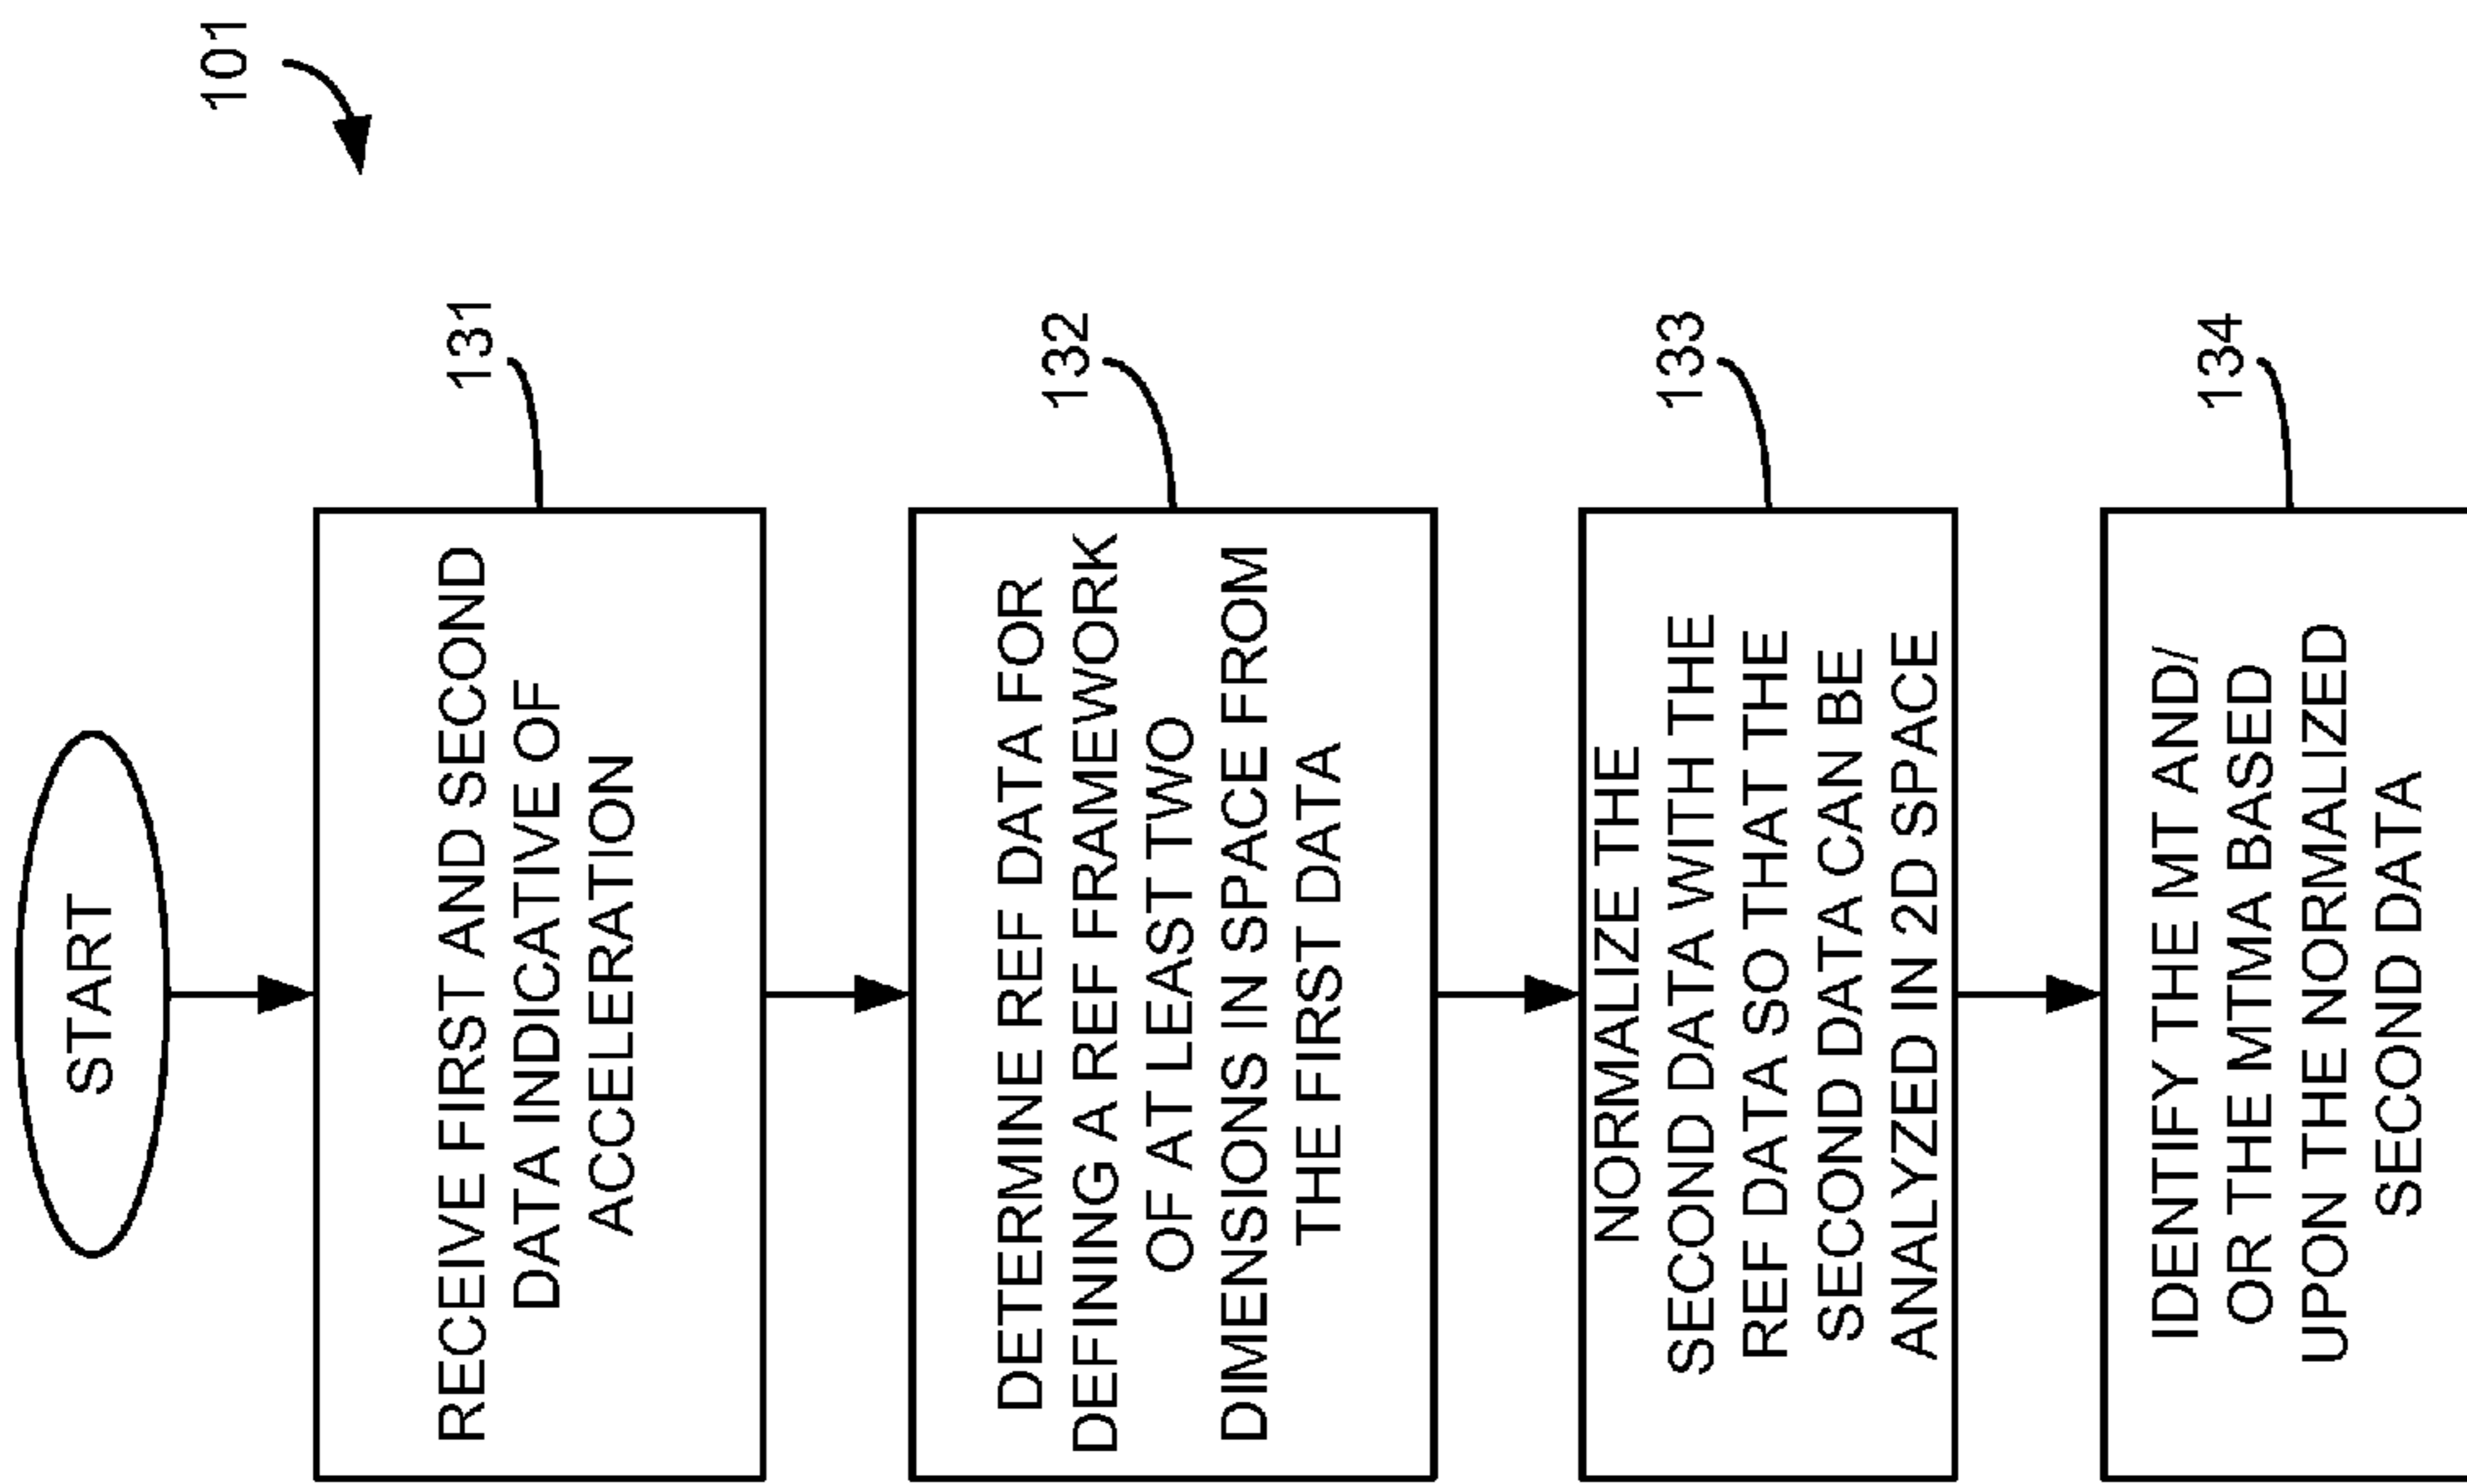 101
START
RECEIVE FIRST AND SECOND
DATA INDICATIVE OF
ACCELERATION
131
DETERMINE REF DATA FOR
DEFINING A REF FRAMEWORK
OF AT LEAST TWO
DIMENSIONS IN SPACE FROM
THE FIRST DATA
132
NORMALIZE THE
SECOND DATA WITH THE
REF DATA SO THAT THE
SECOND DATA CAN BE
ANALYZED IN 2D SPACE
133
IDENTIFY THE MT AND/
OR THE MTMA BASED
UPON THE NORMALIZED
SECOND DATA
134